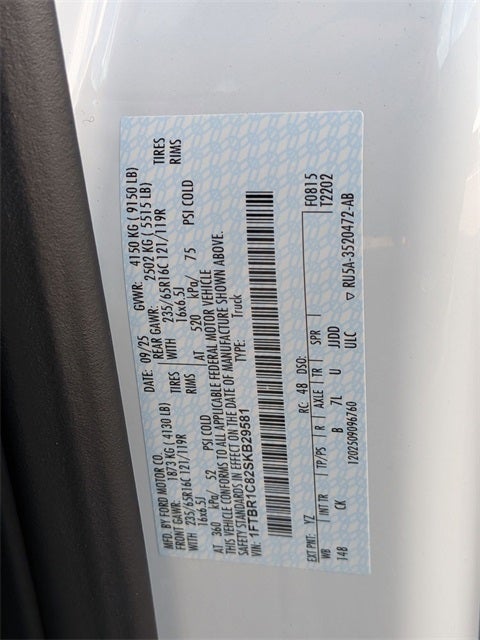 MFD. BY FORD MOTOR CO.
DATE: 09/25 GVWR: 4150 KG ( 9150 LB)
FRONT GAWR: 1873 KG ( 4130 LB) REAR GAWR: 2502 KG ( 5515 LB)
WITH 235/65R16C 121/119R TIRES WITH 235/65R16C 121/119R TIRES
16x6.5J RIMS 16x6.5J RIMS
AT 360 kPa/ 52 PSI COLD AT 520 kPa/ 75 PSI COLD
THIS VEHICLE CONFORMS TO ALL APPLICABLE FEDERAL MOTOR VEHICLE
SAFETY STANDARDS IN EFFECT ON THE DATE OF MANUFACTURE SHOWN ABOVE.
VIN: 1FTBR1C82SKB29581 TYPE: Truck
F0815
T2202
EXT PNT: YZ RC: 48 DSO:
WB INT TR TP/PS R AXLE TR SPR
148 CK B 7L U UJDD
1202509096760 ULC ▽ RU5A-3520472-AB